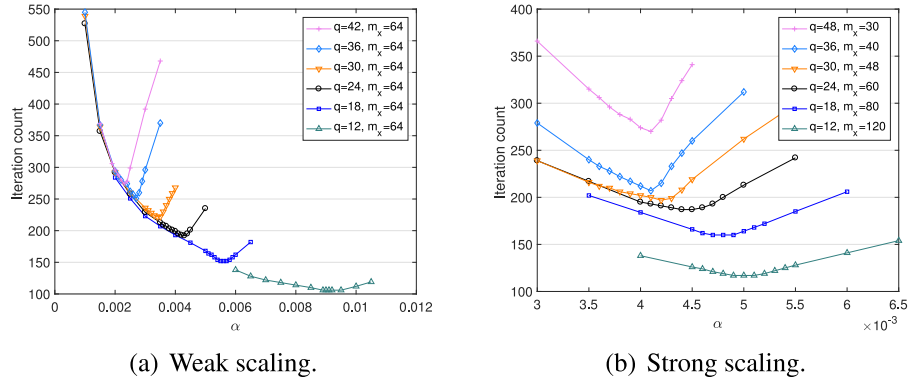 550
500
450
400
350
300
250
200
150
100
Iteration count
0
0.002
0.004
0.006
0.008
0.01
0.012
α
q=42, m_x=64
q=36, m_x=64
q=30, m_x=64
q=24, m_x=64
q=18, m_x=64
q=12, m_x=64
(a) Weak scaling.
400
350
300
250
200
150
100
Iteration count
3
3.5
4
4.5
5
5.5
6
6.5
×10⁻³
α
q=48, m_x=30
q=36, m_x=40
q=30, m_x=48
q=24, m_x=60
q=18, m_x=80
q=12, m_x=120
(b) Strong scaling.